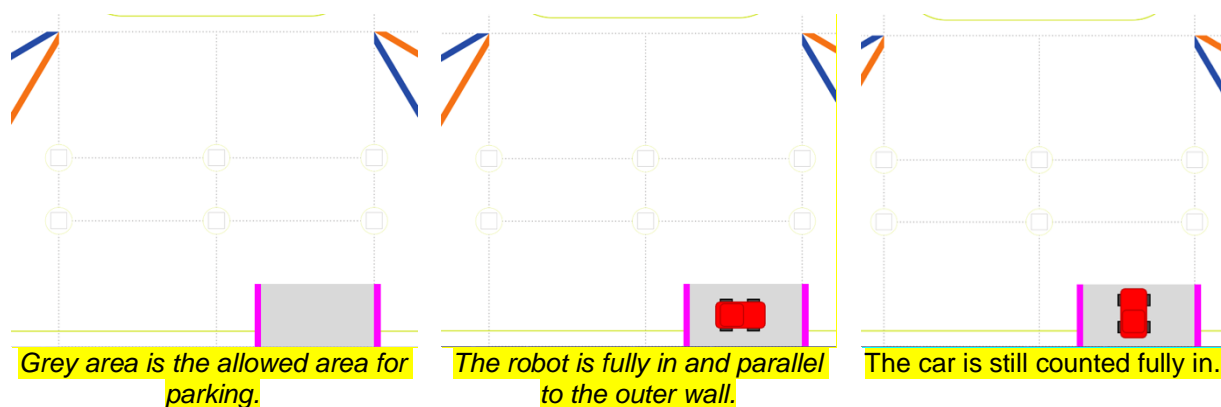 Grey area is the allowed area for
parking.
The robot is fully in and parallel
to the outer wall.
The car is still counted fully in.